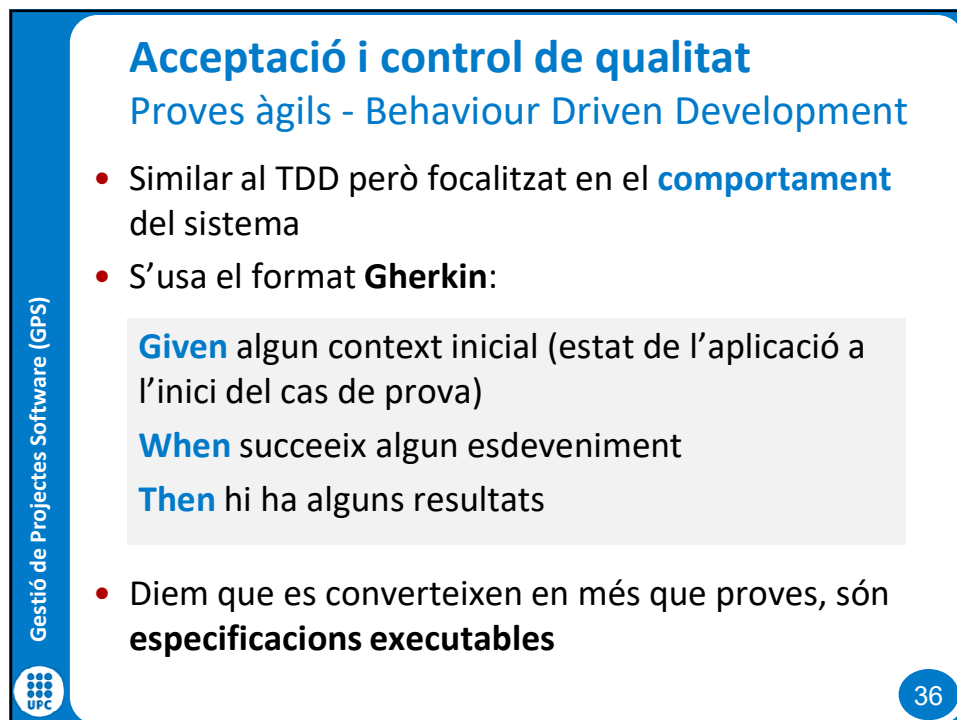 Acceptació i control de qualitat
Proves àgils - Behaviour Driven Development
• Similar al TDD però focalitzat en el comportament
del sistema
• S’usa el format Gherkin:
Given algun context inicial (estat de l’aplicació a
l’inici del cas de prova)
When succeeix algun esdeveniment
Then hi ha alguns resultats
• Diem que es converteixen en més que proves, són
especificacions executables
Gestió de Projectes Software (GPS)
UPC
36